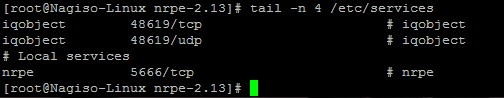 [root@Nagiso-Linux nrpe-2.13]# tail -n 4 /etc/services
iqobject        48619/tcp                       # iqobject
iqobject        48619/udp                       # iqobject
# Local services
nrpe            5666/tcp                        # nrpe
[root@Nagiso-Linux nrpe-2.13]#